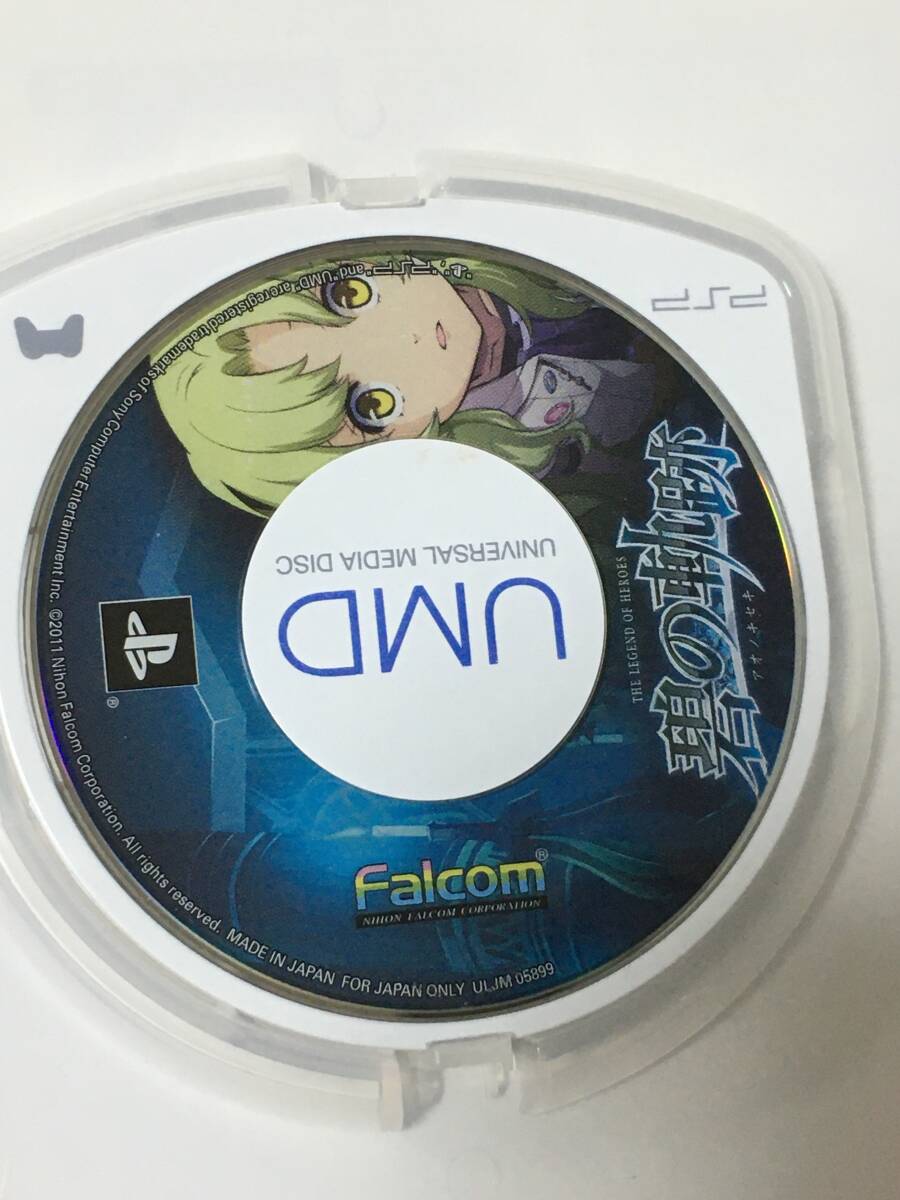 PSP
"PS", "PSP" and "UMD" are registered trademarks of Sony Computer Entertainment Inc. ©2011 Nihon Falcom Corporation. All rights reserved. MADE IN JAPAN FOR JAPAN ONLY ULJM 05899
THE LEGEND OF HEROES
碧の軌跡
アオノキセキ
UNIVERSAL MEDIA DISC
UMD
®
Falcom®
NIHON FALCOM CORPORATION